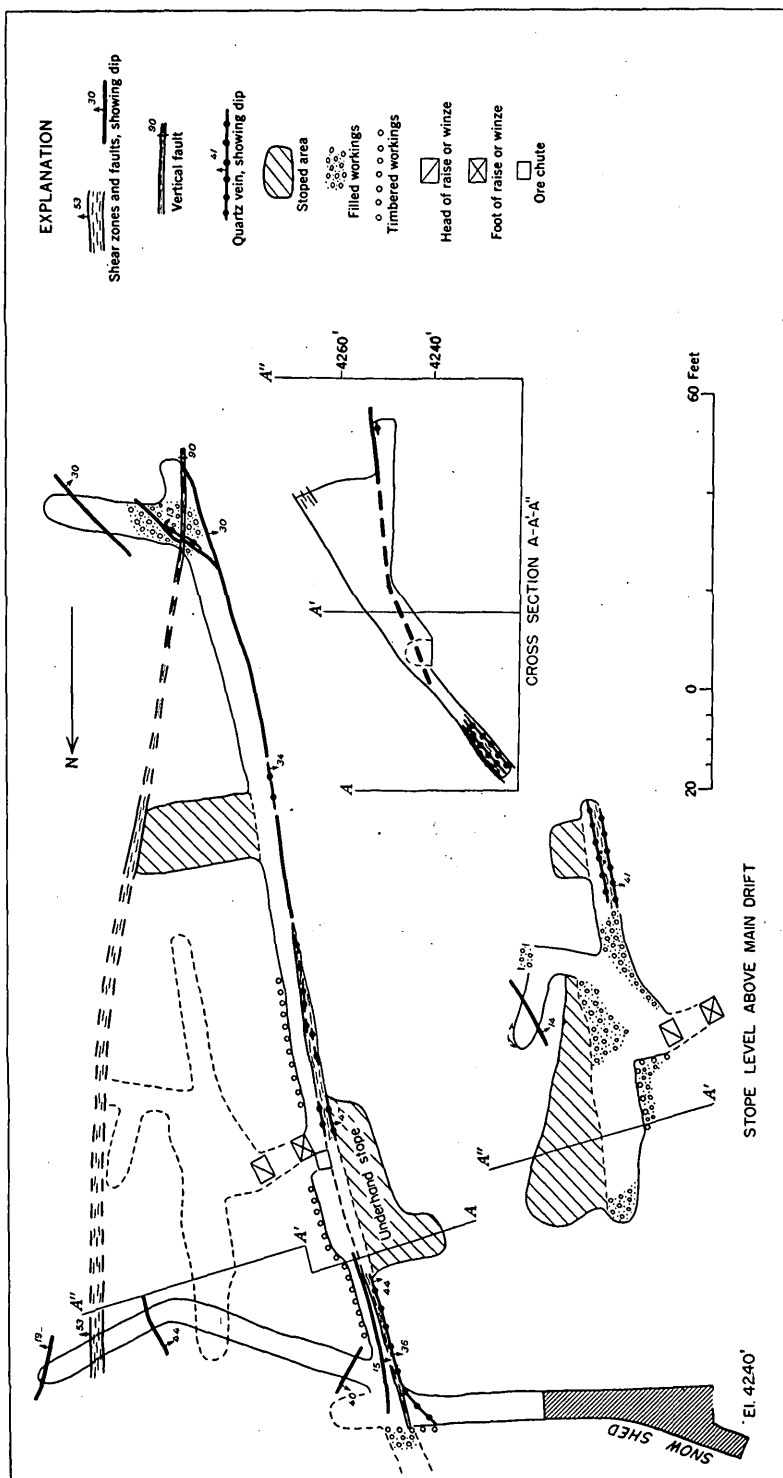 EXPLANATION
53
30
Shear zones and faults, showing dip
90
Vertical fault
41
Quartz vein, showing dip
Stoped area
Filled workings
Timbered workings
Head of raise or winze
Foot of raise or winze
Ore chute
N
30
13
90
30
34
47
Underhand stope
A
A'
A"
19
53
44
40
15
36
44
El. 4240'
SNOW SHED
A"
4260'
4240'
A'
A
CROSS SECTION A-A'-A"
20
0
60 Feet
14
41
A"
A'
STOPE LEVEL ABOVE MAIN DRIFT